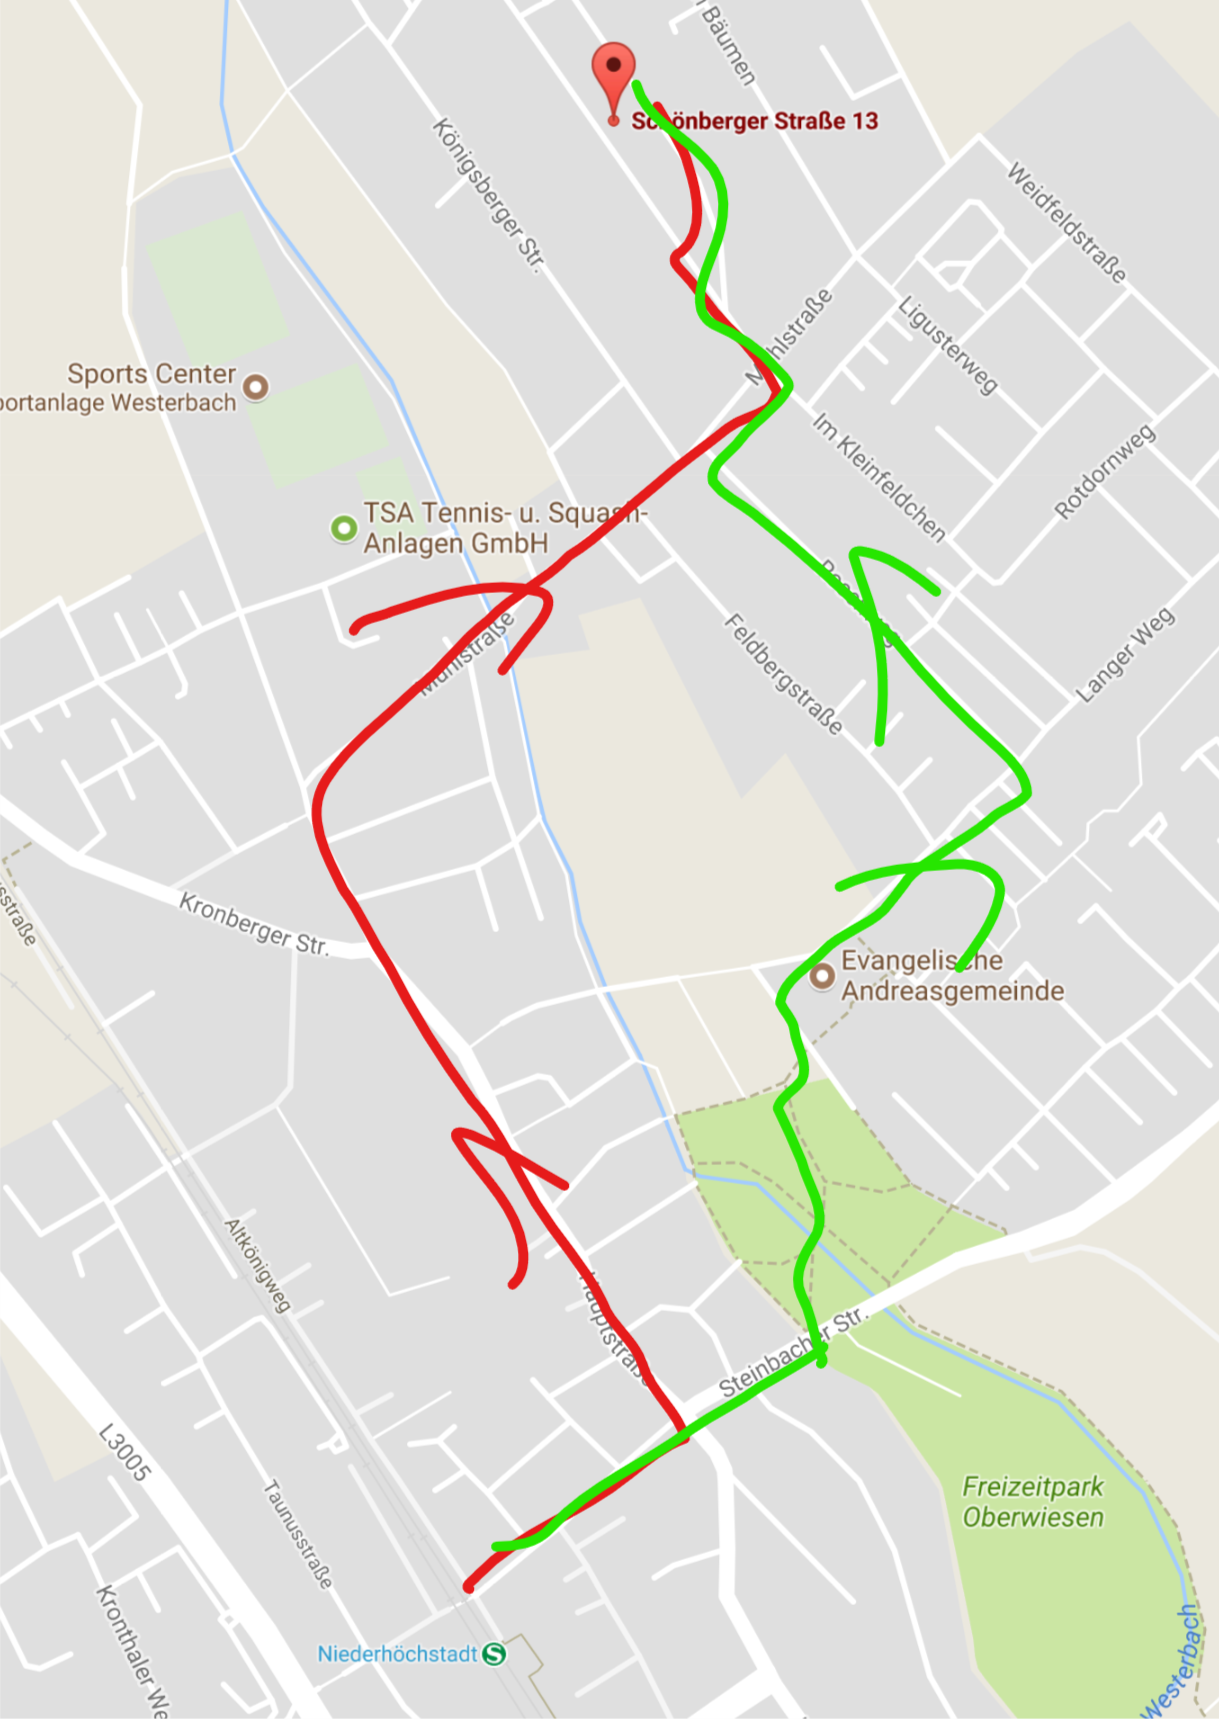 Bäumen
Schönberger Straße 13
Königsberger Str.
Weidfeldstraße
Mühlstraße
Ligusterweg
Sports Center
portanlage Westerbach
Im Kleinfeldchen
Rotdornweg
TSA Tennis- u. Squash-
Anlagen GmbH
Mühlstraße
Feldbergstraße
Langer Weg
Kronberger Str.
sstraße
Evangelische
Andreasgemeinde
Altkönigweg
Hauptstraße
Steinbacher Str.
L3005
Taunusstraße
Freizeitpark
Oberwiesen
Kronthaler We
Niederhöchstadt
S
Westerbach